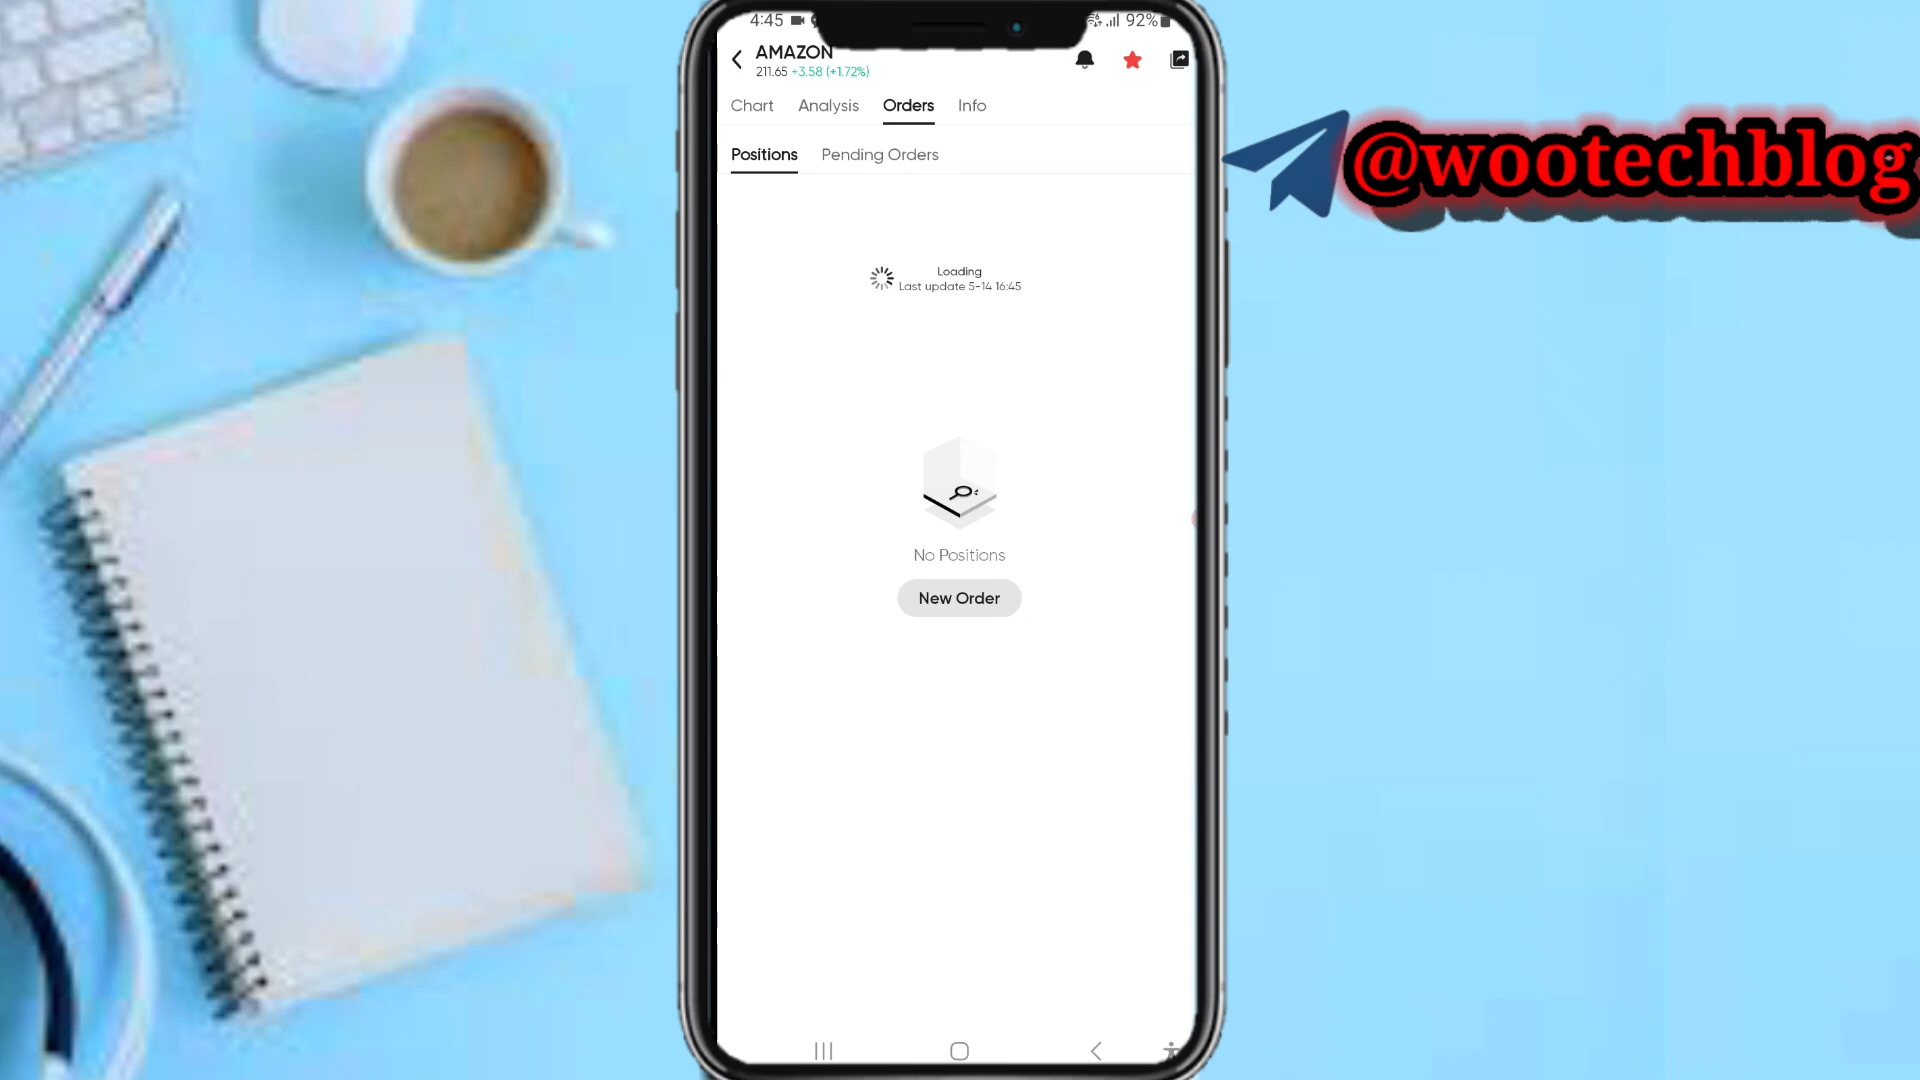 4:45
92%
AMAZON
211.65 +3.58 (+1.72%)
Chart Analysis Orders Info
Positions Pending Orders
Loading
Last update 5-14 16:45
No Positions
New Order
@wootechblog